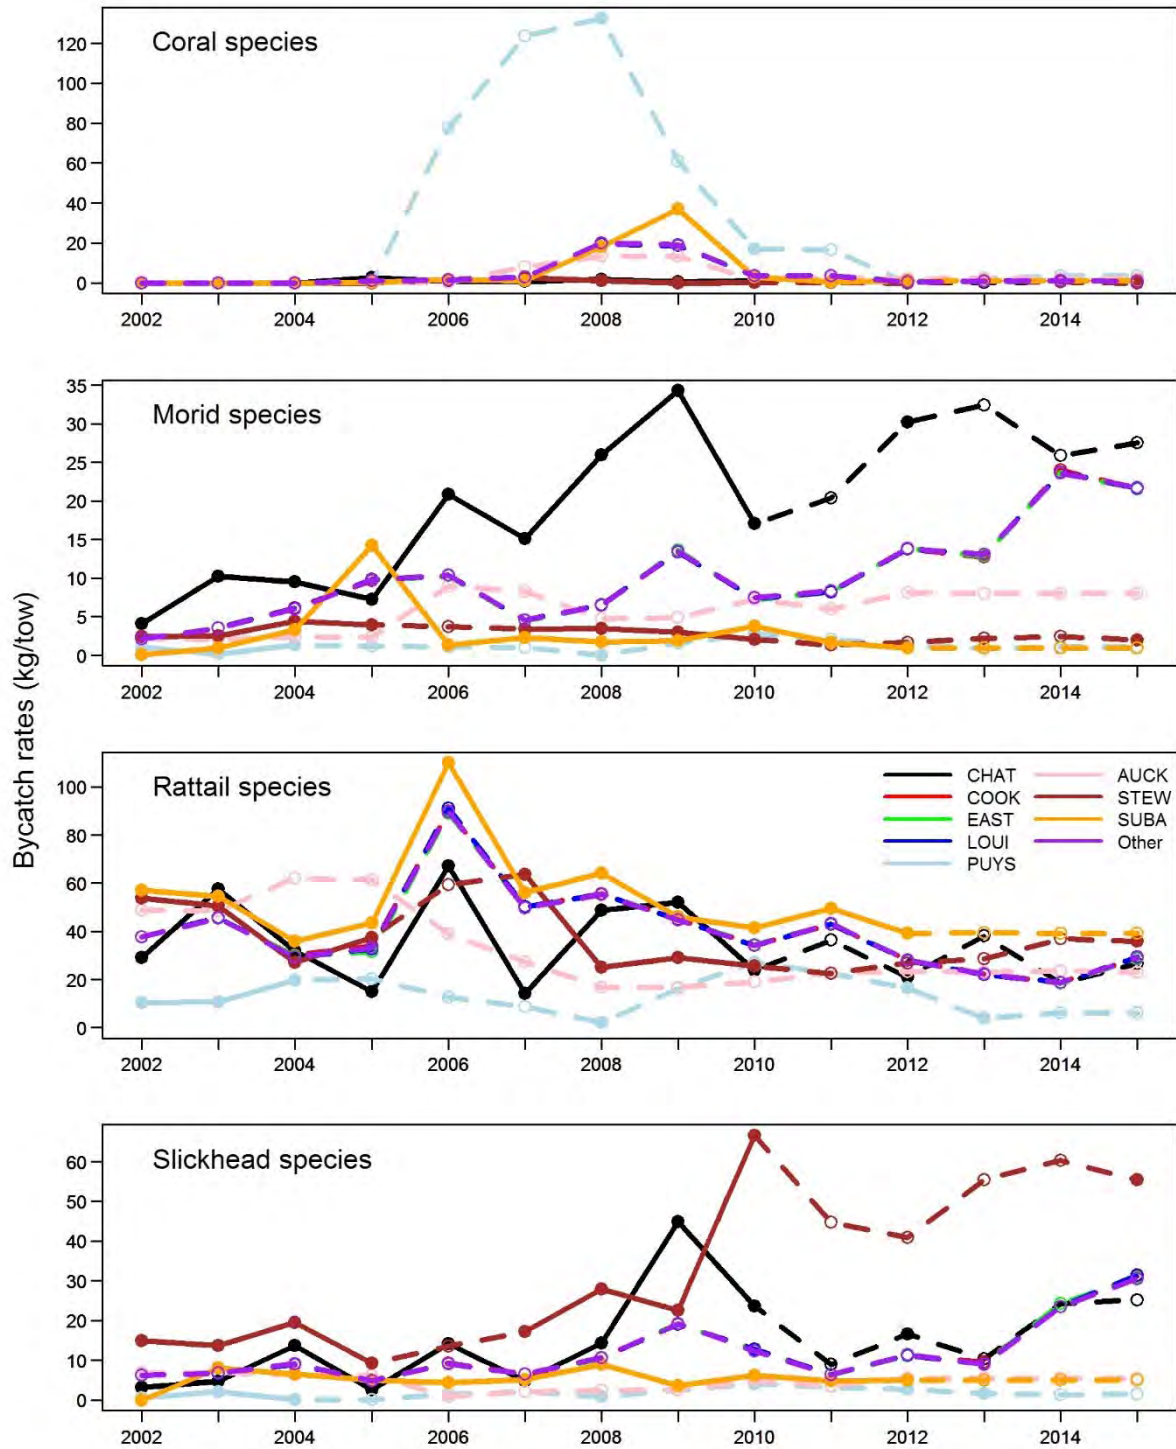 Bycatch rates (kg/tow)
Coral species
120
100
80
60
40
20
0
2002 2004 2006 2008 2010 2012 2014
Morid species
35
30
25
20
15
10
5
0
2002 2004 2006 2008 2010 2012 2014
Rattail species
100
80
60
40
20
0
CHAT AUCK
COOK STEW
EAST SUBA
LOUI Other
PUYS
2002 2004 2006 2008 2010 2012 2014
Slickhead species
60
50
40
30
20
10
0
2002 2004 2006 2008 2010 2012 2014